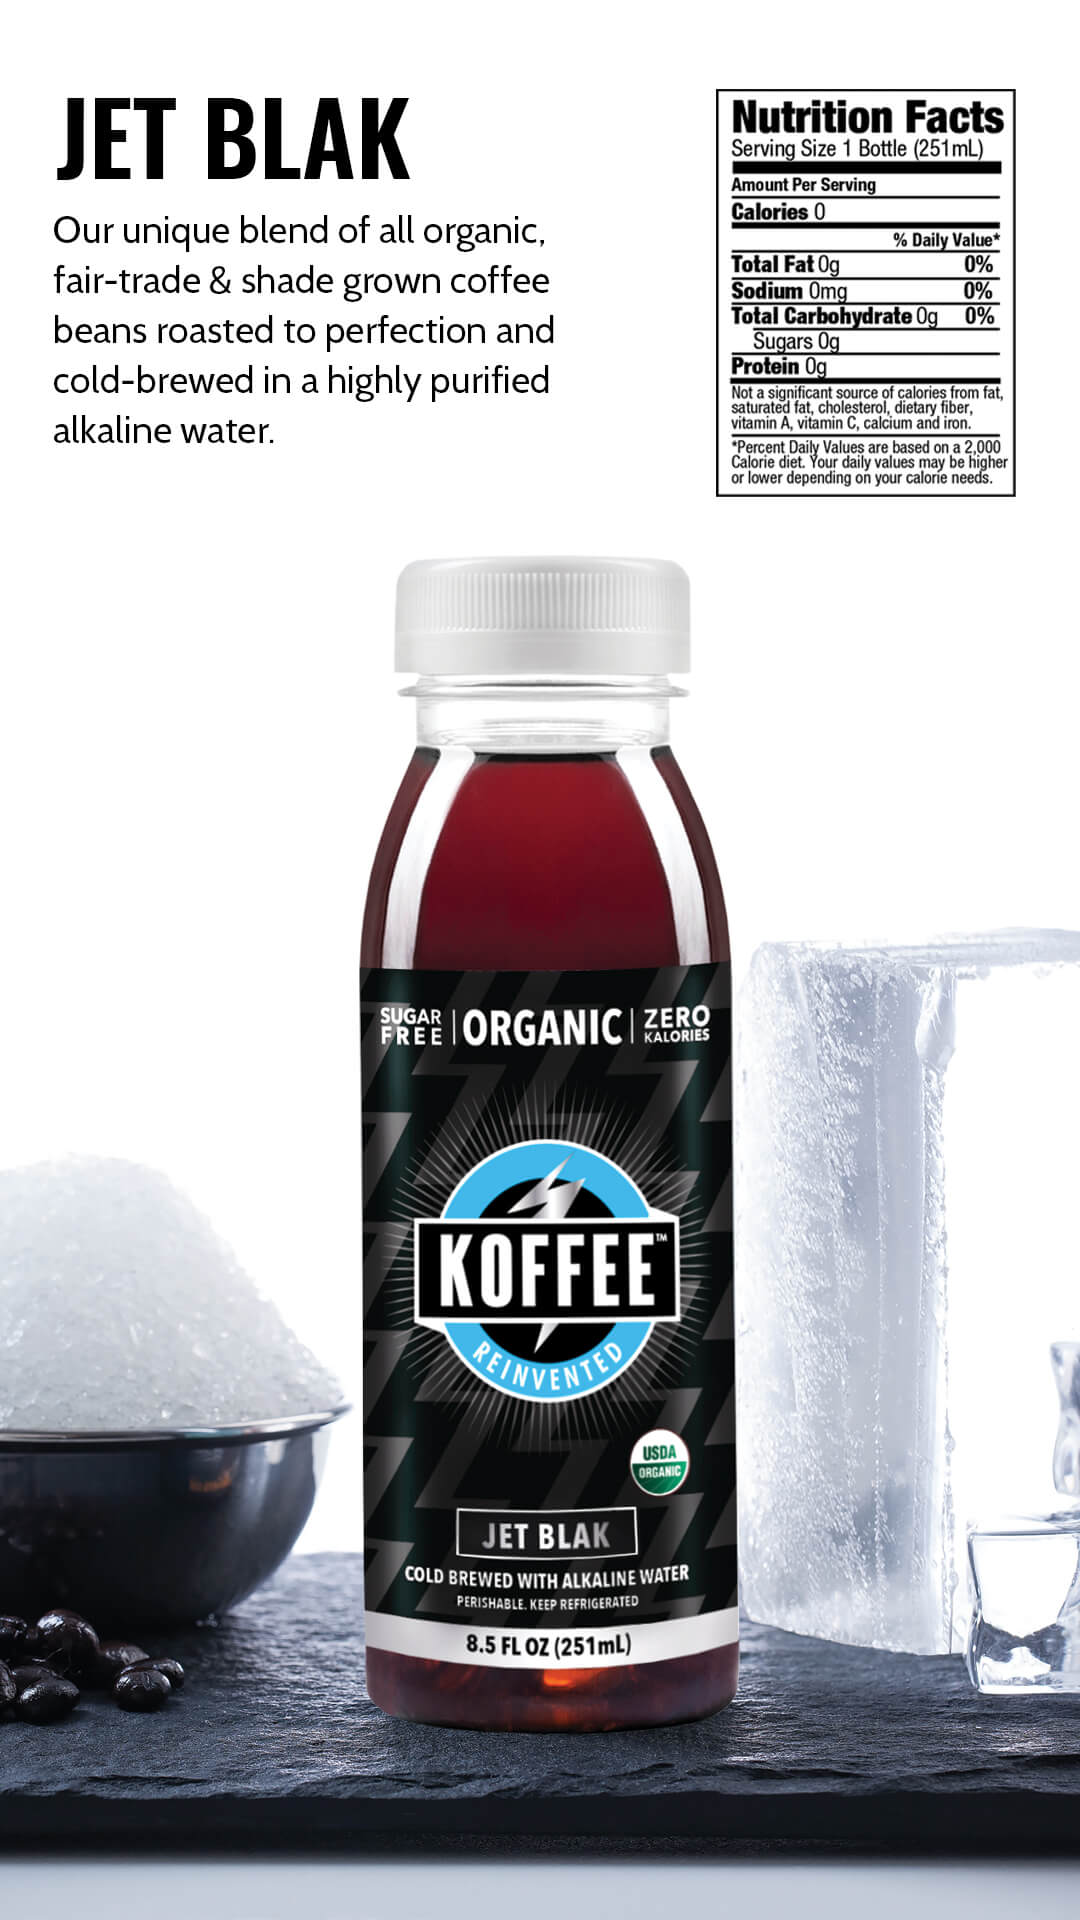 JET BLAK
Our unique blend of all organic,
fair-trade & shade grown coffee
beans roasted to perfection and
cold-brewed in a highly purified
alkaline water.
Nutrition Facts
Serving Size 1 Bottle (251mL)
Amount Per Serving
Calories 0
% Daily Value*
Total Fat 0g 0%
Sodium 0mg 0%
Total Carbohydrate 0g 0%
Sugars 0g
Protein 0g
Not a significant source of calories from fat,
saturated fat, cholesterol, dietary fiber,
vitamin A, vitamin C, calcium and iron.
*Percent Daily Values are based on a 2,000
Calorie diet. Your daily values may be higher
or lower depending on your calorie needs.
SUGAR
FREE
ORGANIC
ZERO
KALORIES
KOFFEE™
REINVENTED
USDA
ORGANIC
JET BLAK
COLD BREWED WITH ALKALINE WATER
PERISHABLE. KEEP REFRIGERATED
8.5 FL OZ (251mL)